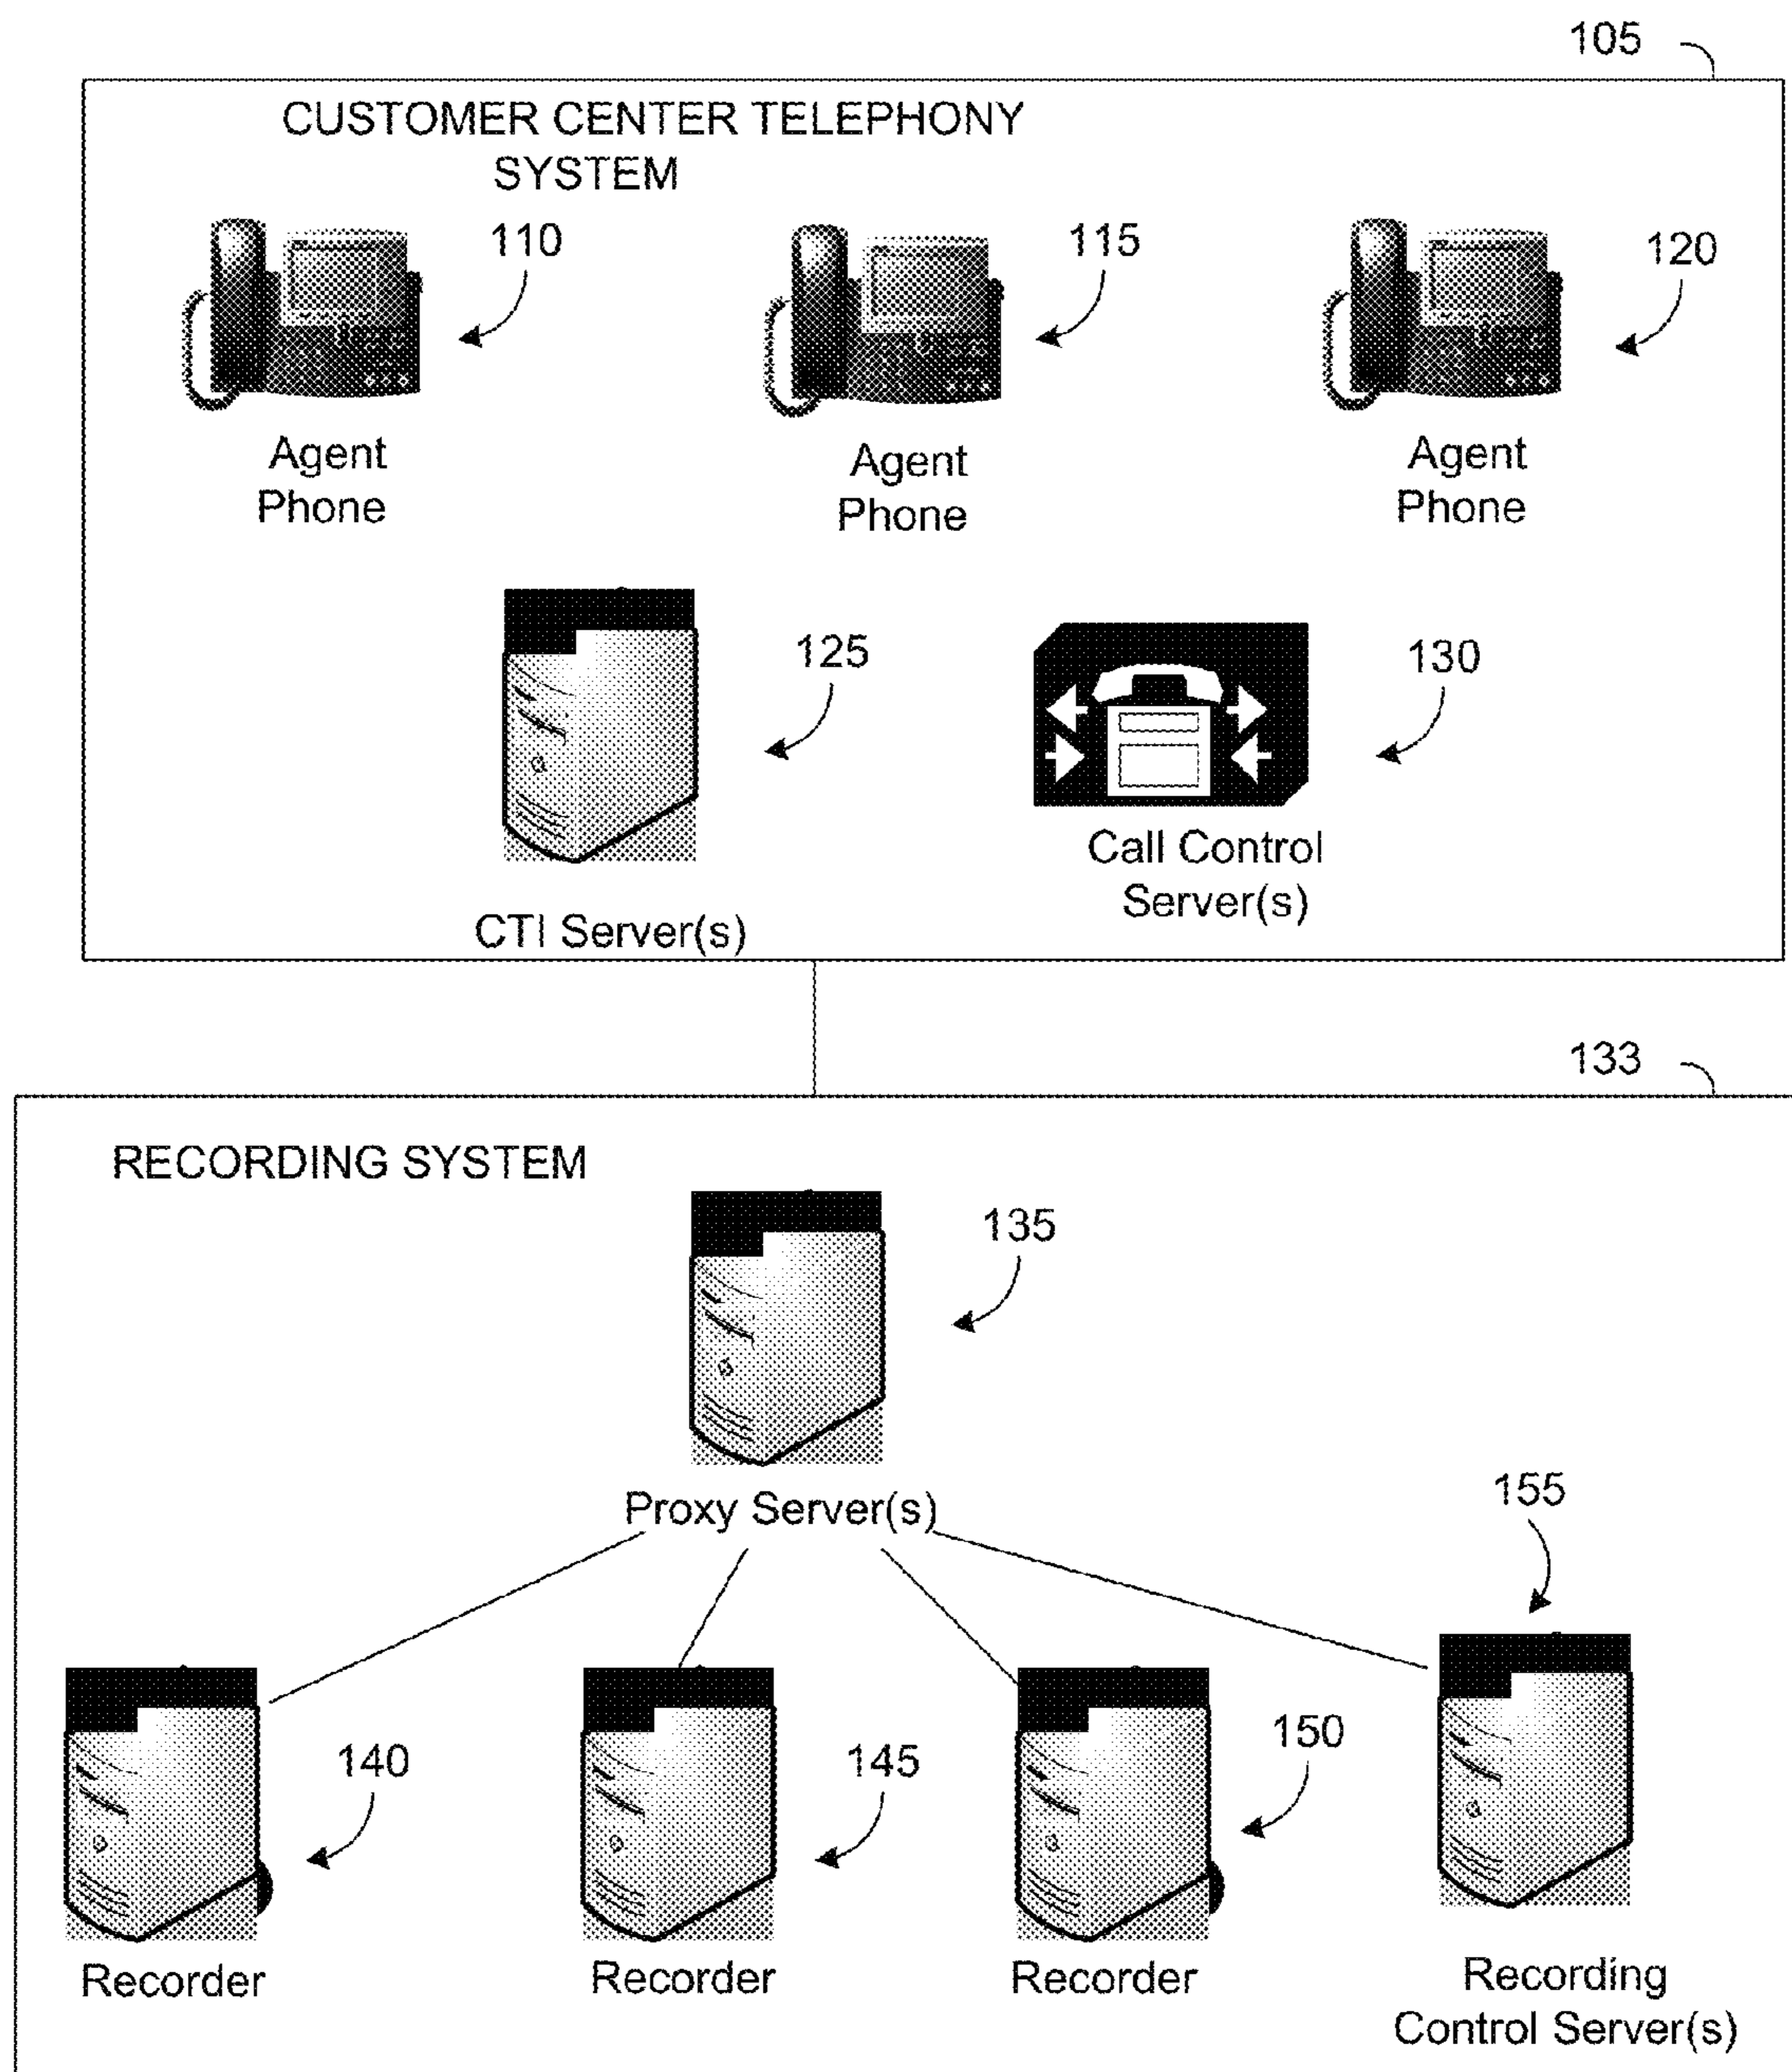 105
CUSTOMER CENTER TELEPHONY
SYSTEM
110
115
120
Agent
Phone
Agent
Phone
Agent
Phone
125
130
CTI Server(s)
Call Control
Server(s)
133
RECORDING SYSTEM
135
Proxy Server(s)
155
140
145
150
Recorder
Recorder
Recorder
Recording
Control Server(s)